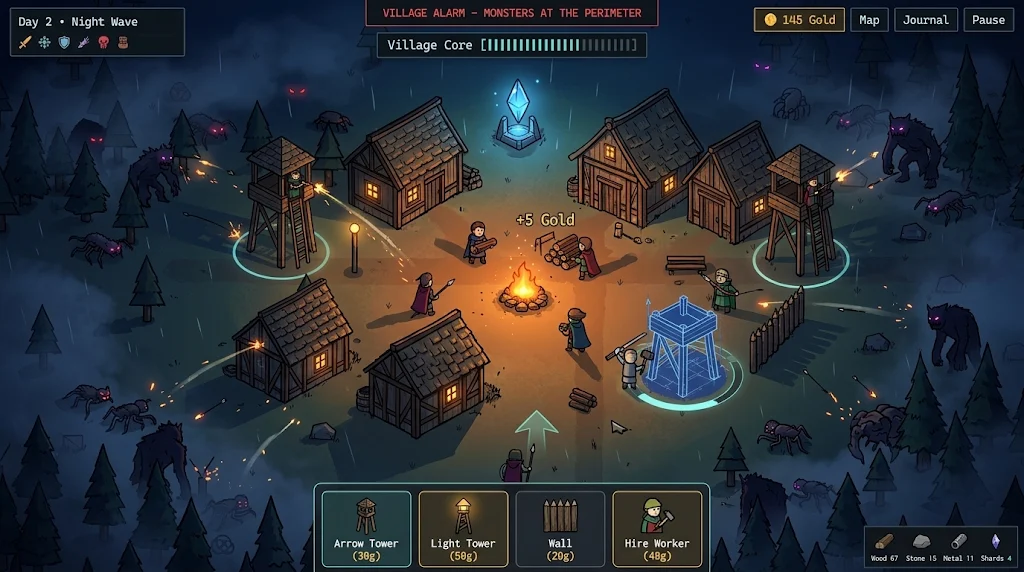 Day 2 • Night Wave
VILLAGE ALARM – MONSTERS AT THE PERIMETER
Village Core
145 Gold
Map
Journal
Pause
+5 Gold
Arrow Tower
(30g)
Light Tower
(50g)
Wall
(20g)
Hire Worker
(48g)
Wood 67
Stone 15
Metal 11
Shards 4